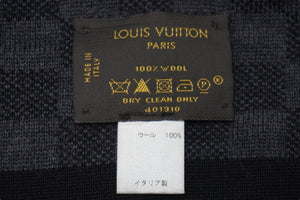 LOUIS VUITTON
PARIS
MADE IN
ITALY
100% WOOL
DRY CLEAN ONLY
401310
ウール 100%
イタリア製